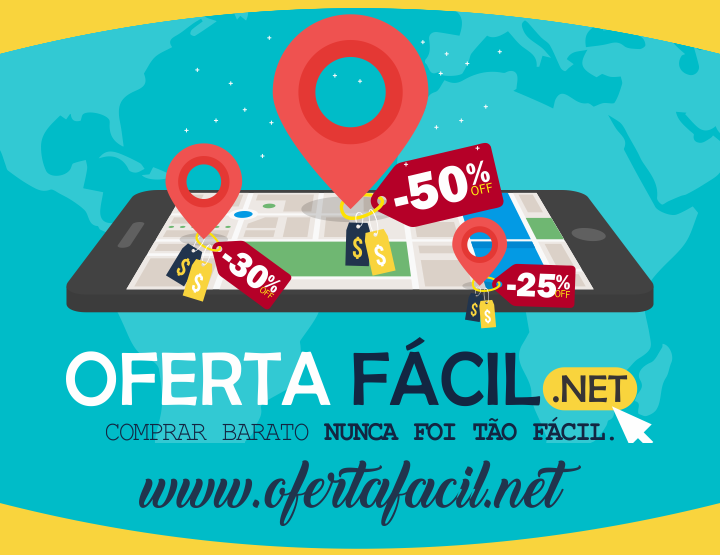 -50% OFF
-30% OFF
-25% OFF
$ $
$ $
$ $
OFERTA FÁCIL .NET
COMPRAR BARATO NUNCA FOI TÃO FÁCIL.
www.ofertafacil.net